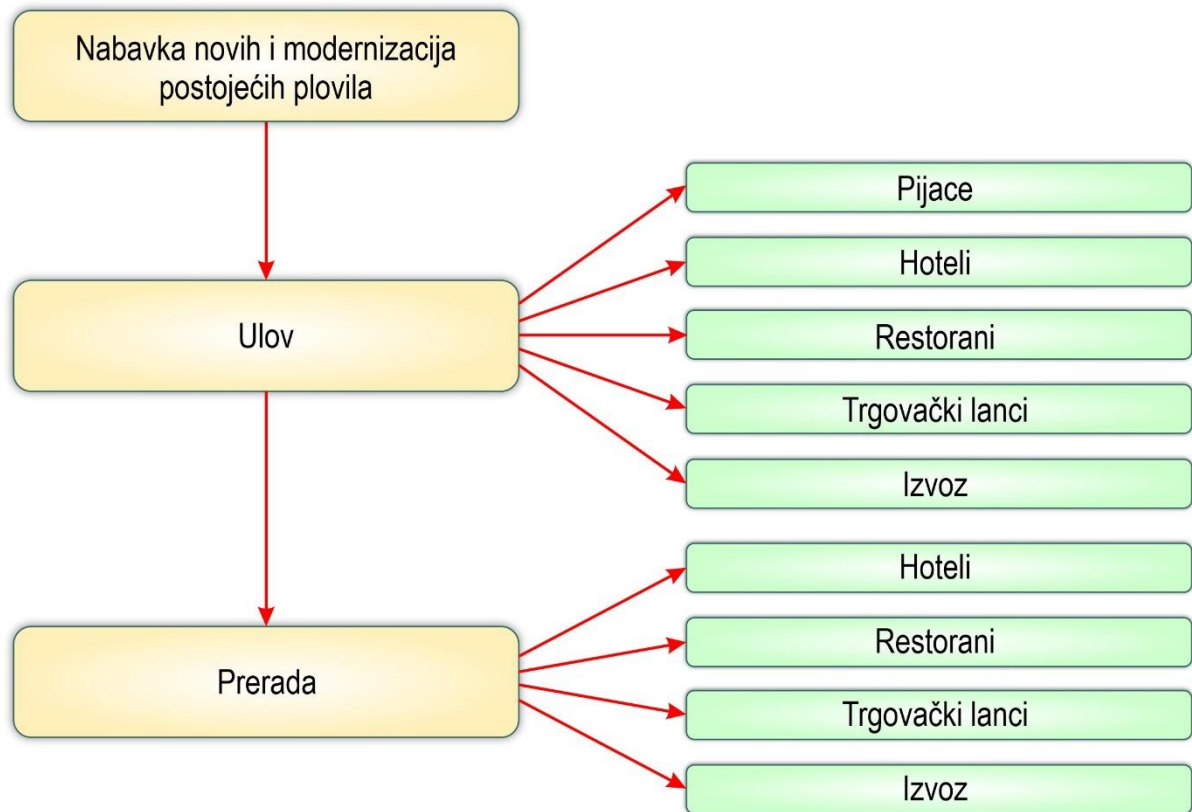 Nabavka novih i modernizacija
postojećih plovila
Ulov
Pijace
Hoteli
Restorani
Trgovački lanci
Izvoz
Prerada
Hoteli
Restorani
Trgovački lanci
Izvoz